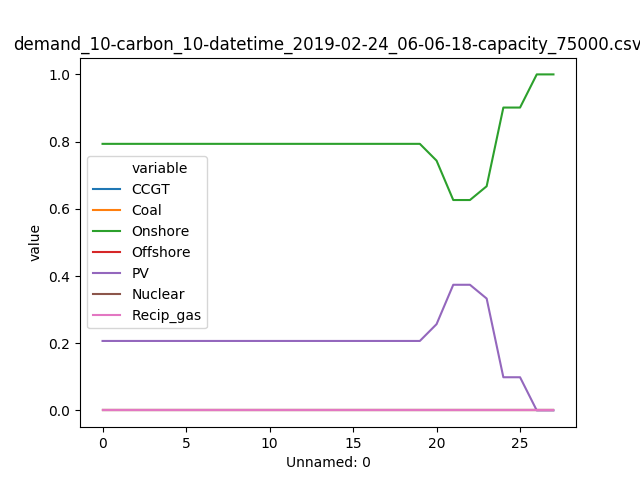 demand_10-carbon_10-datetime_2019-02-24_06-06-18-capacity_75000.csv
1.0
0.8
0.6
0.4
0.2
0.0
value
variable
CCGT
Coal
Onshore
Offshore
PV
Nuclear
Recip_gas
0 5 10 15 20 25
Unnamed: 0